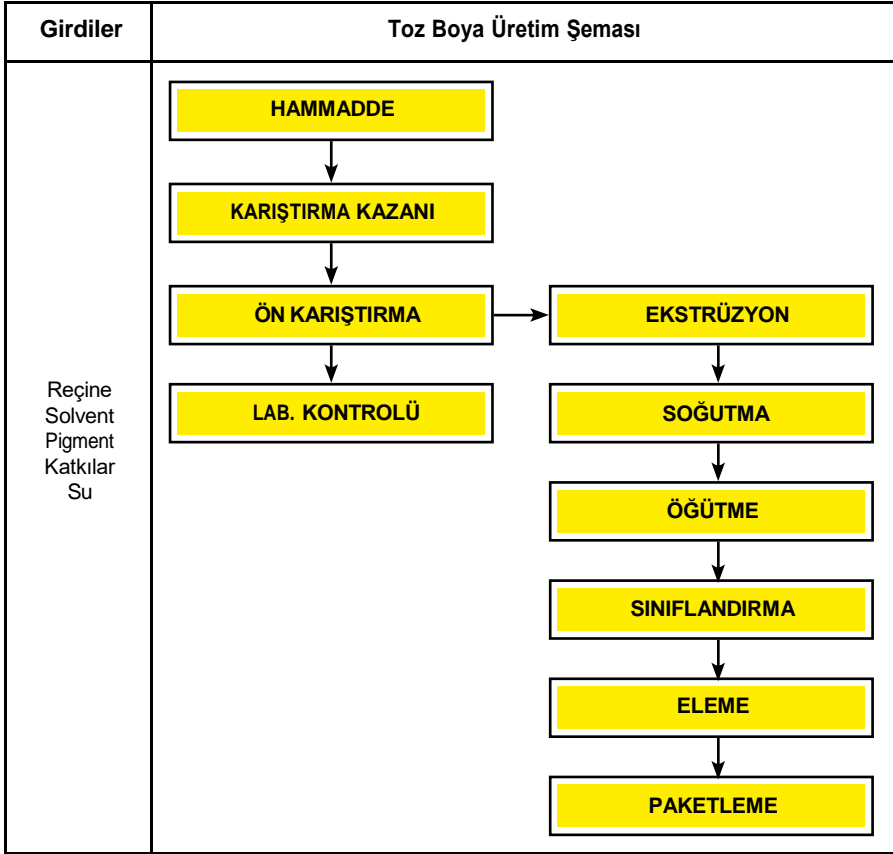 Girdiler
Toz Boya Üretim Şeması
Reçine
Solvent
Pigment
Katkılar
Su
HAMMADDE
KARIŞTIRMA KAZANI
ÖN KARIŞTIRMA
LAB. KONTROLÜ
EKSTRÜZYON
SOĞUTMA
ÖĞÜTME
SINIFLANDIRMA
ELEME
PAKETLEME